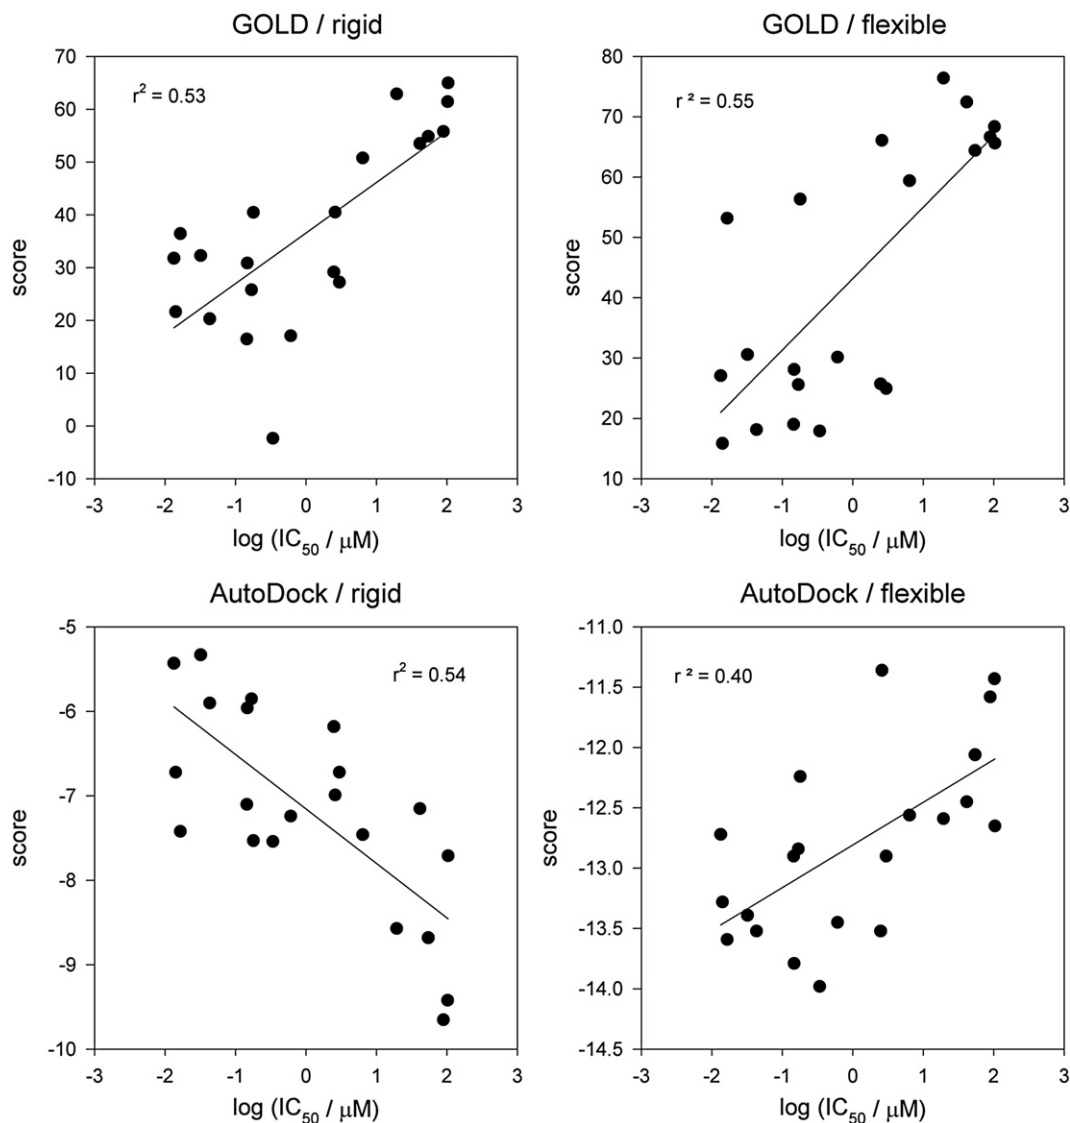 GOLD / rigid
r² = 0.53
70
60
50
40
30
20
10
0
-10
score
-3 -2 -1 0 1 2 3
log (IC₅₀ / μM)
GOLD / flexible
r ² = 0.55
80
70
60
50
40
30
20
10
score
-3 -2 -1 0 1 2 3
log (IC₅₀ / μM)
AutoDock / rigid
r² = 0.54
-5
-6
-7
-8
-9
-10
score
-3 -2 -1 0 1 2 3
log (IC₅₀ / μM)
AutoDock / flexible
r ² = 0.40
-11.0
-11.5
-12.0
-12.5
-13.0
-13.5
-14.0
-14.5
score
-3 -2 -1 0 1 2 3
log (IC₅₀ / μM)